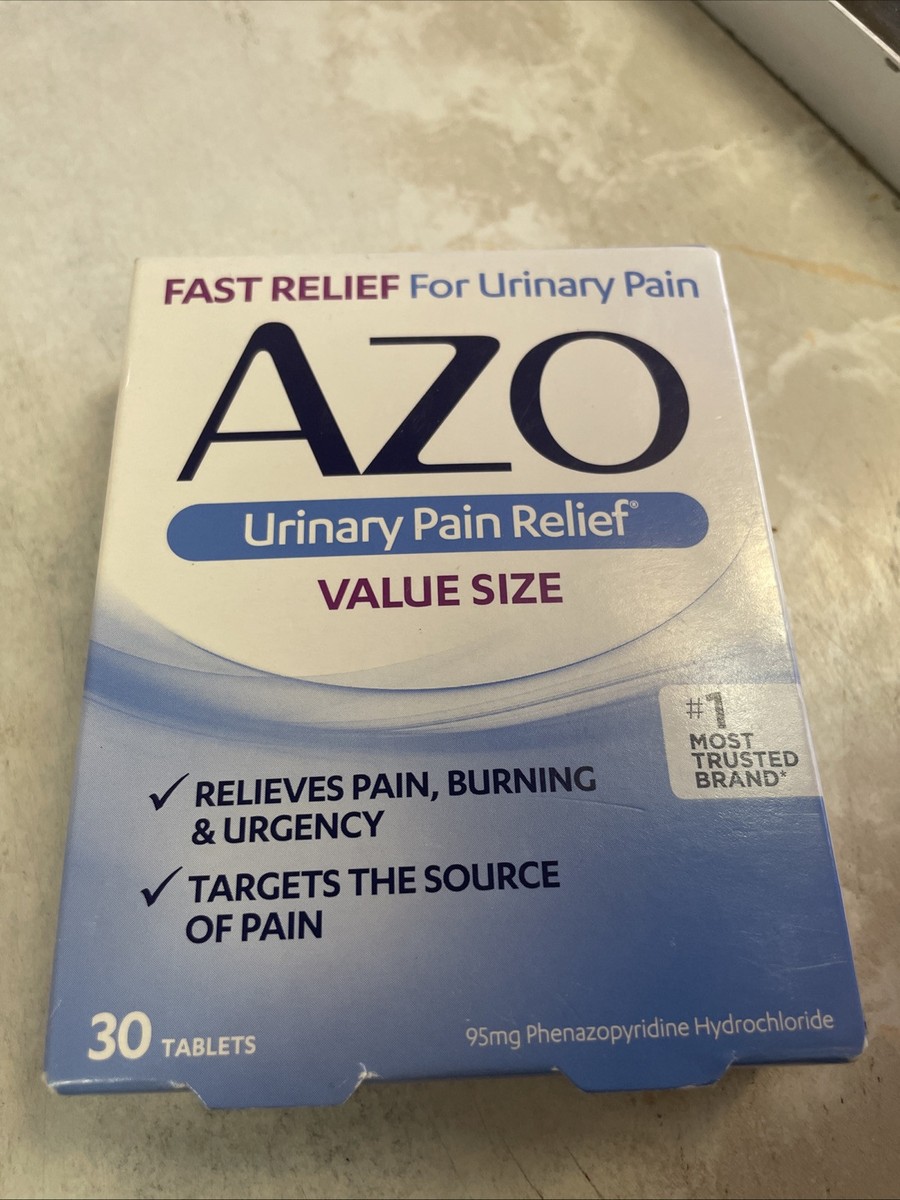 FAST RELIEF For Urinary Pain
AZO
Urinary Pain Relief®
VALUE SIZE
#1
MOST
TRUSTED
BRAND*
✓ RELIEVES PAIN, BURNING
& URGENCY
✓ TARGETS THE SOURCE
OF PAIN
30 TABLETS
95mg Phenazopyridine Hydrochloride